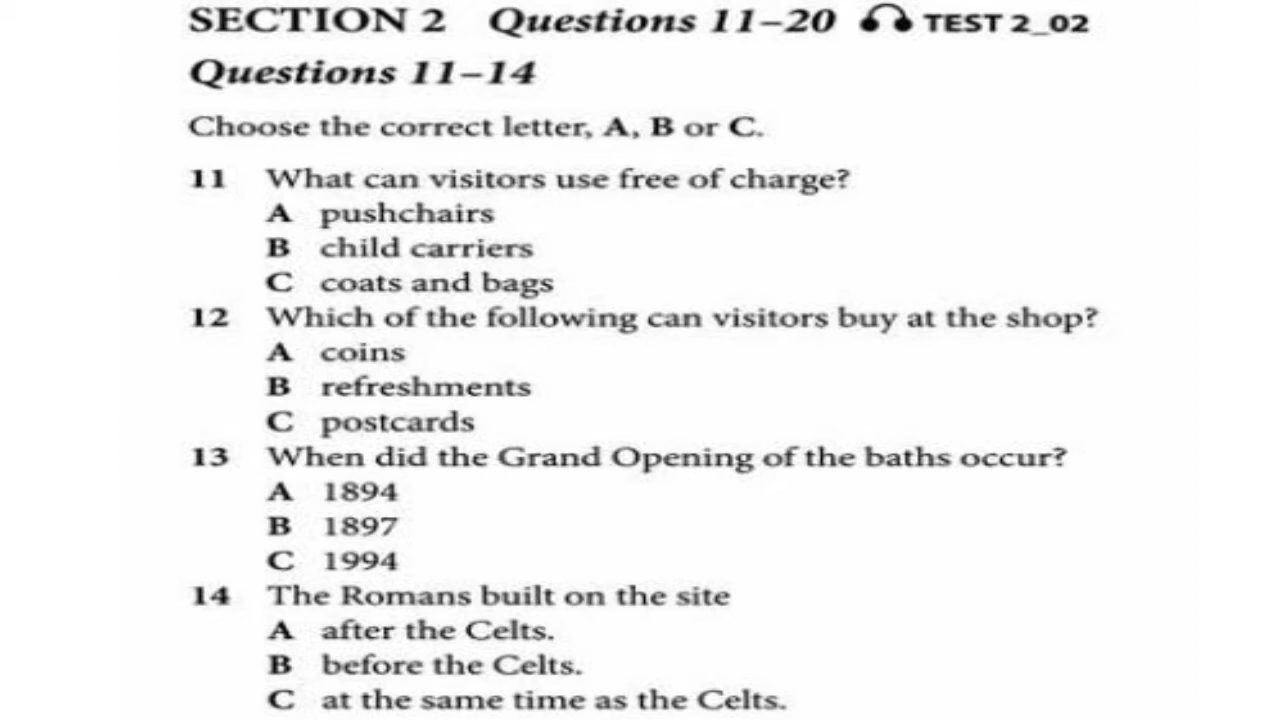 SECTION 2 Questions 11–20 TEST 2_02
Questions 11–14
Choose the correct letter, A, B or C.
11 What can visitors use free of charge?
A pushchairs
B child carriers
C coats and bags
12 Which of the following can visitors buy at the shop?
A coins
B refreshments
C postcards
13 When did the Grand Opening of the baths occur?
A 1894
B 1897
C 1994
14 The Romans built on the site
A after the Celts.
B before the Celts.
C at the same time as the Celts.